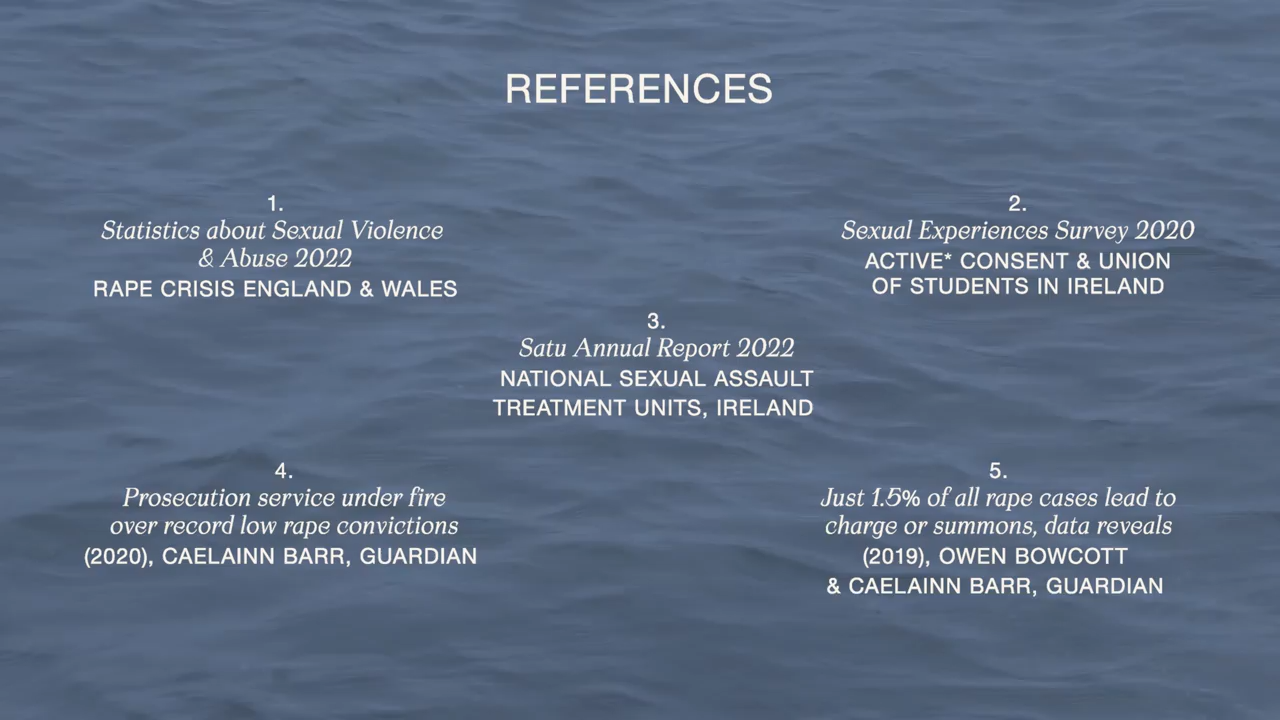 REFERENCES
1.
Statistics about Sexual Violence
& Abuse 2022
RAPE CRISIS ENGLAND & WALES
2.
Sexual Experiences Survey 2020
ACTIVE* CONSENT & UNION
OF STUDENTS IN IRELAND
3.
Satu Annual Report 2022
NATIONAL SEXUAL ASSAULT
TREATMENT UNITS, IRELAND
4.
Prosecution service under fire
over record low rape convictions
(2020), CAELAINN BARR, GUARDIAN
5.
Just 1.5% of all rape cases lead to
charge or summons, data reveals
(2019), OWEN BOWCOTT
& CAELAINN BARR, GUARDIAN